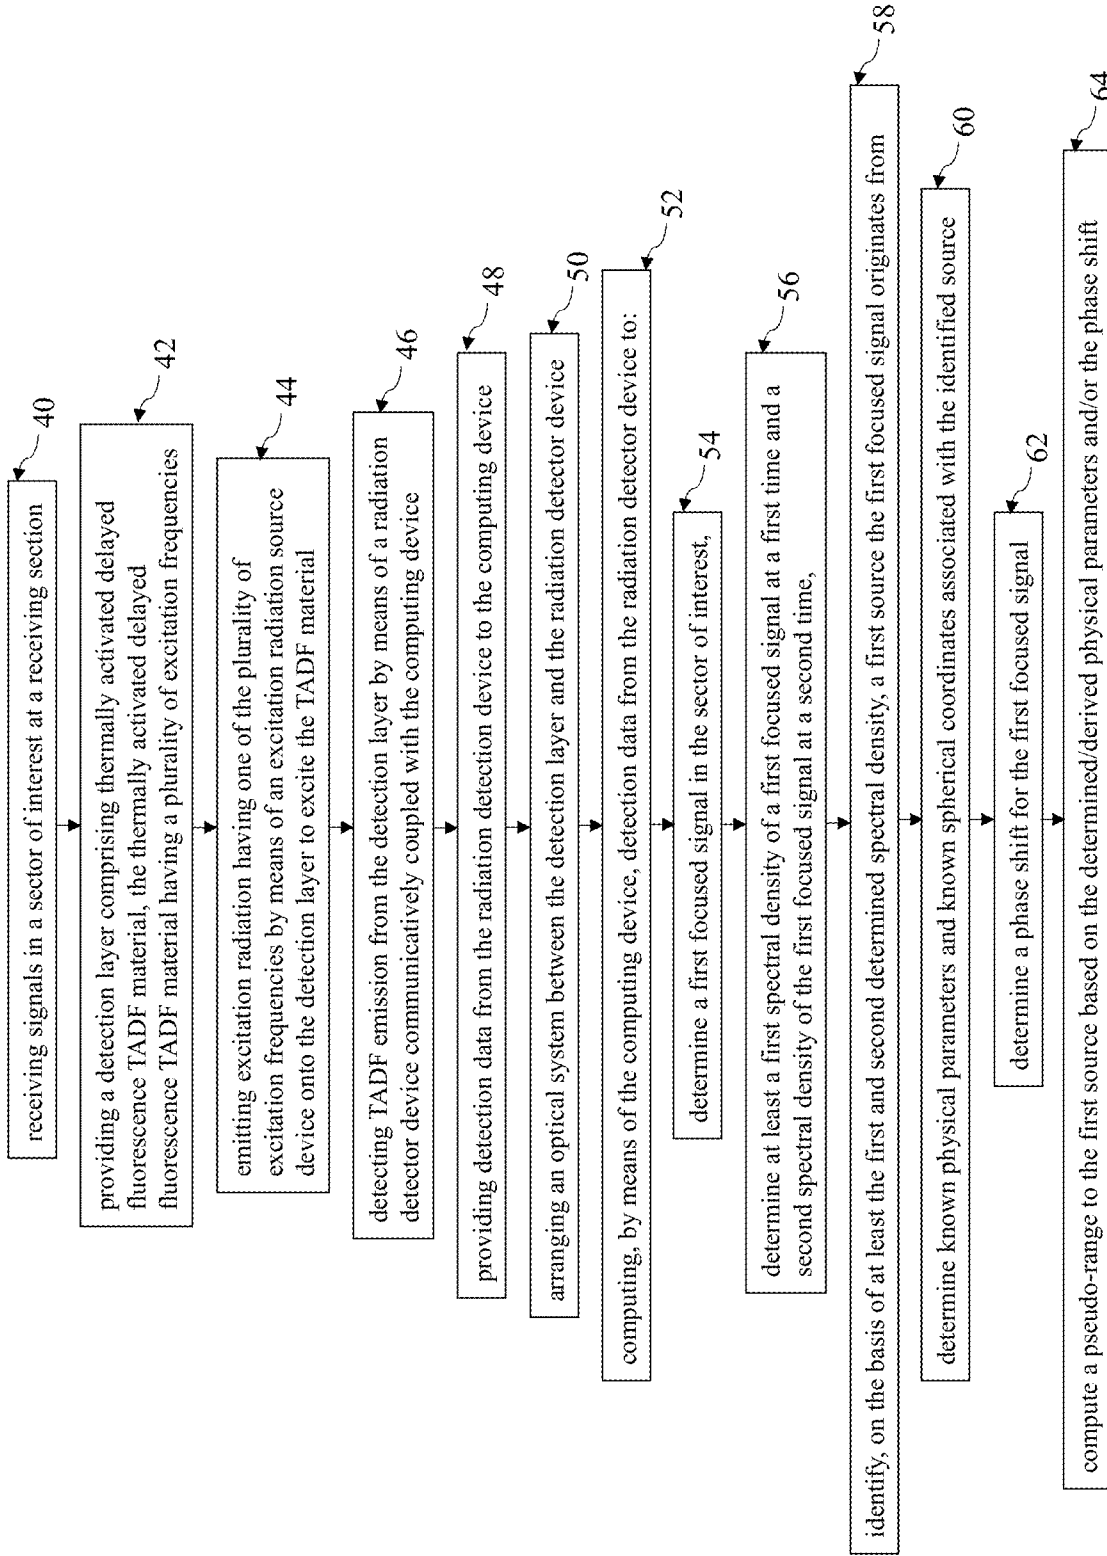 receiving signals in a sector of interest at a receiving section
40
providing a detection layer comprising thermally activated delayed
fluorescence TADF material, the thermally activated delayed
fluorescence TADF material having a plurality of excitation frequencies
42
emitting excitation radiation having one of the plurality of
excitation frequencies by means of an excitation radiation source
device onto the detection layer to excite the TADF material
44
detecting TADF emission from the detection layer by means of a radiation
detector device communicatively coupled with the computing device
46
providing detection data from the radiation detection device to the computing device
48
arranging an optical system between the detection layer and the radiation detector device
50
computing, by means of the computing device, detection data from the radiation detector device to:
52
determine a first focused signal in the sector of interest,
54
determine at least a first spectral density of a first focused signal at a first time and a
second spectral density of the first focused signal at a second time,
56
identify, on the basis of at least the first and second determined spectral density, a first source the first focused signal originates from
58
determine known physical parameters and known spherical coordinates associated with the identified source
60
determine a phase shift for the first focused signal
62
compute a pseudo-range to the first source based on the determined/derived physical parameters and/or the phase shift
64